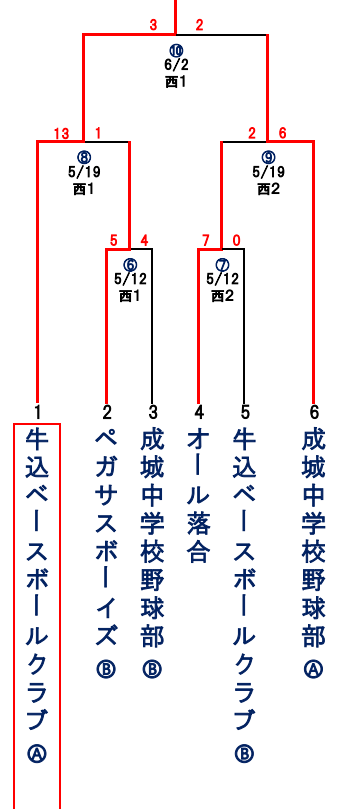 3 2
⑩
6/2
西1
13 1 2 6
⑧ ⑨
5/19 5/19
西1 西2
5 4 7 0
⑥ ⑦
5/12 5/12
西1 西2
1 2 3 4 5 6
牛込ベースボールクラブⒶ
ペガサスボーイズⒷ
成城中学校野球部Ⓑ
オール落合
牛込ベースボールクラブⒷ
成城中学校野球部Ⓐ